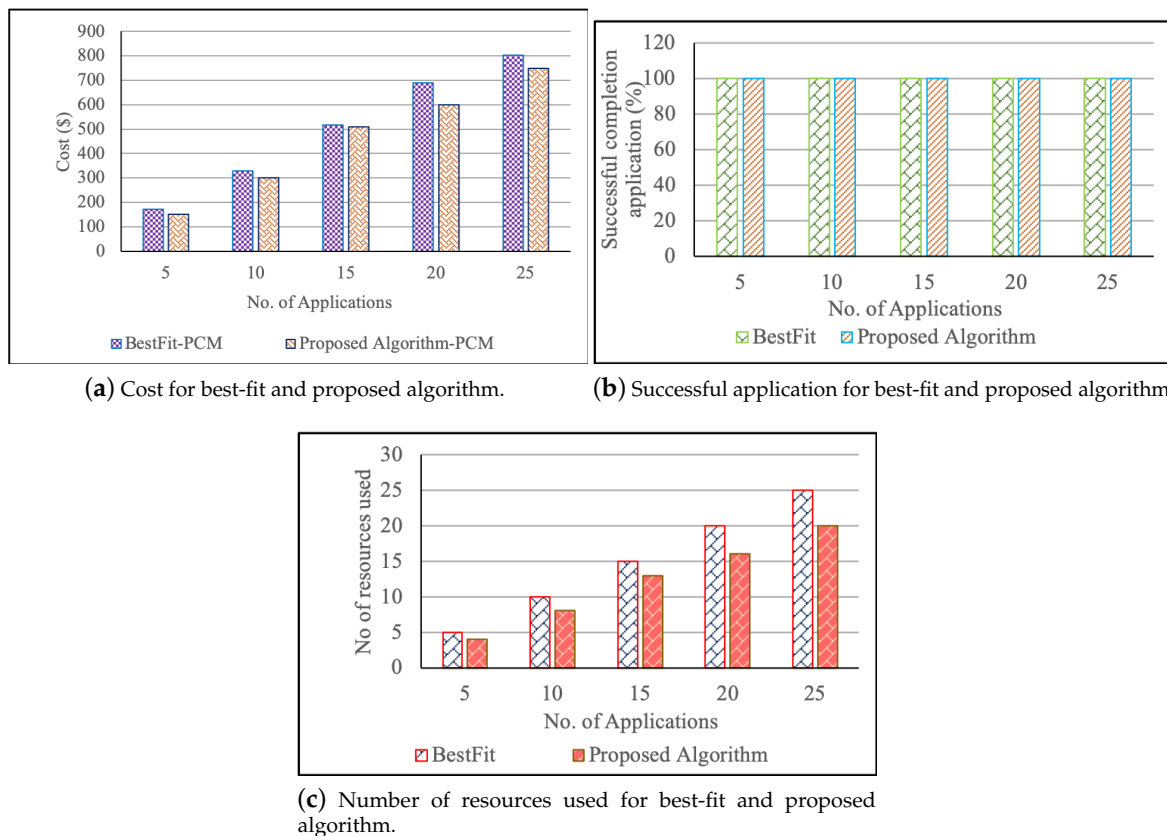 900
800
700
600
500
400
300
200
100
0
Cost ($)
5 10 15 20 25
No. of Applications
BestFit-PCM Proposed Algorithm-PCM
(a) Cost for best-fit and proposed algorithm.
120
100
80
60
40
20
0
Successful completion
application (%)
5 10 15 20 25
No. of Applications
BestFit Proposed Algorithm
(b) Successful application for best-fit and proposed algorithm
30
25
20
15
10
5
0
No of resources used
5 10 15 20 25
No. of Applications
BestFit Proposed Algorithm
(c) Number of resources used for best-fit and proposed
algorithm.